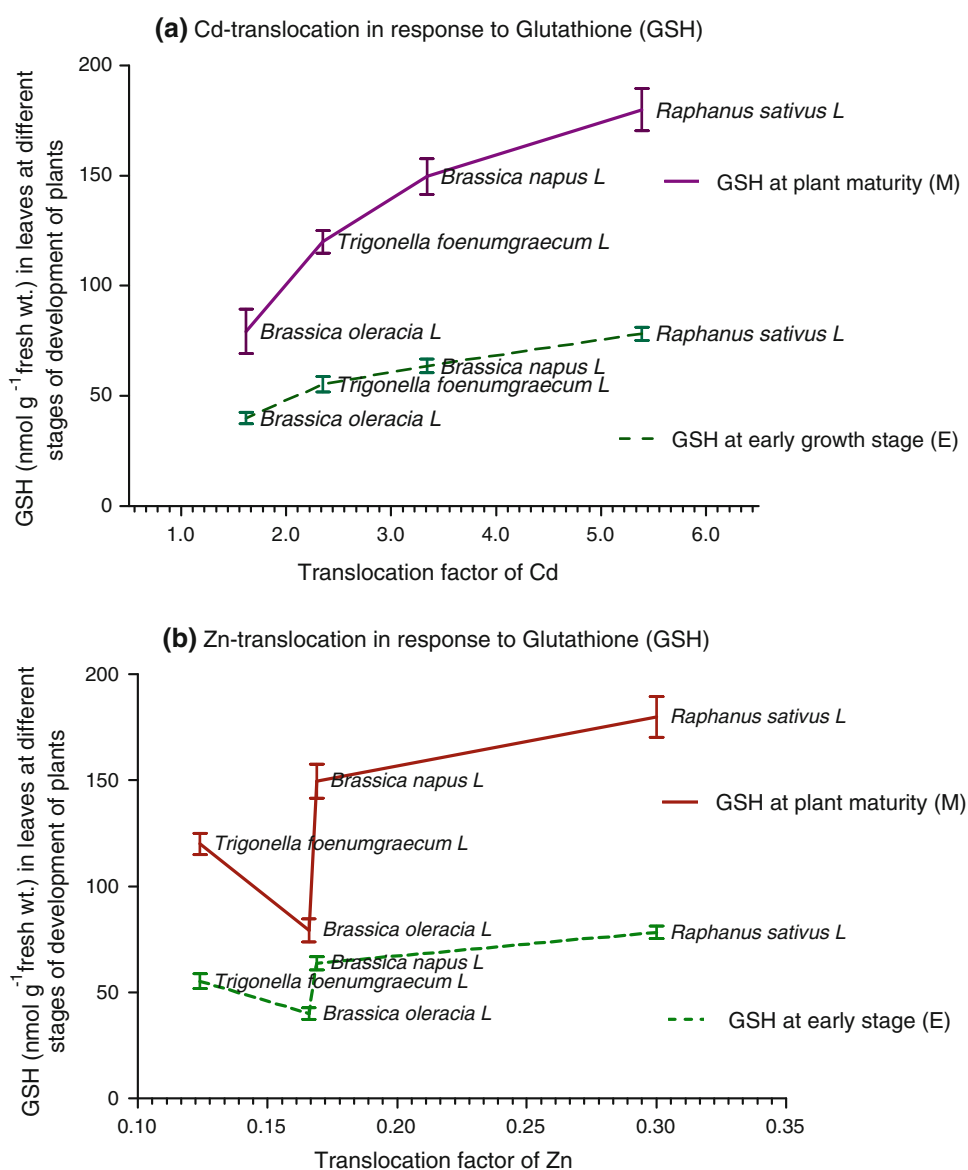 (a) Cd-translocation in response to Glutathione (GSH)
GSH (nmol g⁻¹ fresh wt.) in leaves at different
stages of development of plants
200
150
100
50
0
Raphanus sativus L
Brassica napus L
GSH at plant maturity (M)
Trigonella foenumgraecum L
Brassica oleracia L
Raphanus sativus L
Brassica napus L
Trigonella foenumgraecum L
Brassica oleracia L
GSH at early growth stage (E)
1.0 2.0 3.0 4.0 5.0 6.0
Translocation factor of Cd
(b) Zn-translocation in response to Glutathione (GSH)
GSH (nmol g⁻¹ fresh wt.) in leaves at different
stages of development of plants
200
150
100
50
0
Raphanus sativus L
Brassica napus L
GSH at plant maturity (M)
Trigonella foenumgraecum L
Brassica oleracia L
Raphanus sativus L
Brassica napus L
Trigonella foenumgraecum L
Brassica oleracia L
GSH at early stage (E)
0.10 0.15 0.20 0.25 0.30 0.35
Translocation factor of Zn